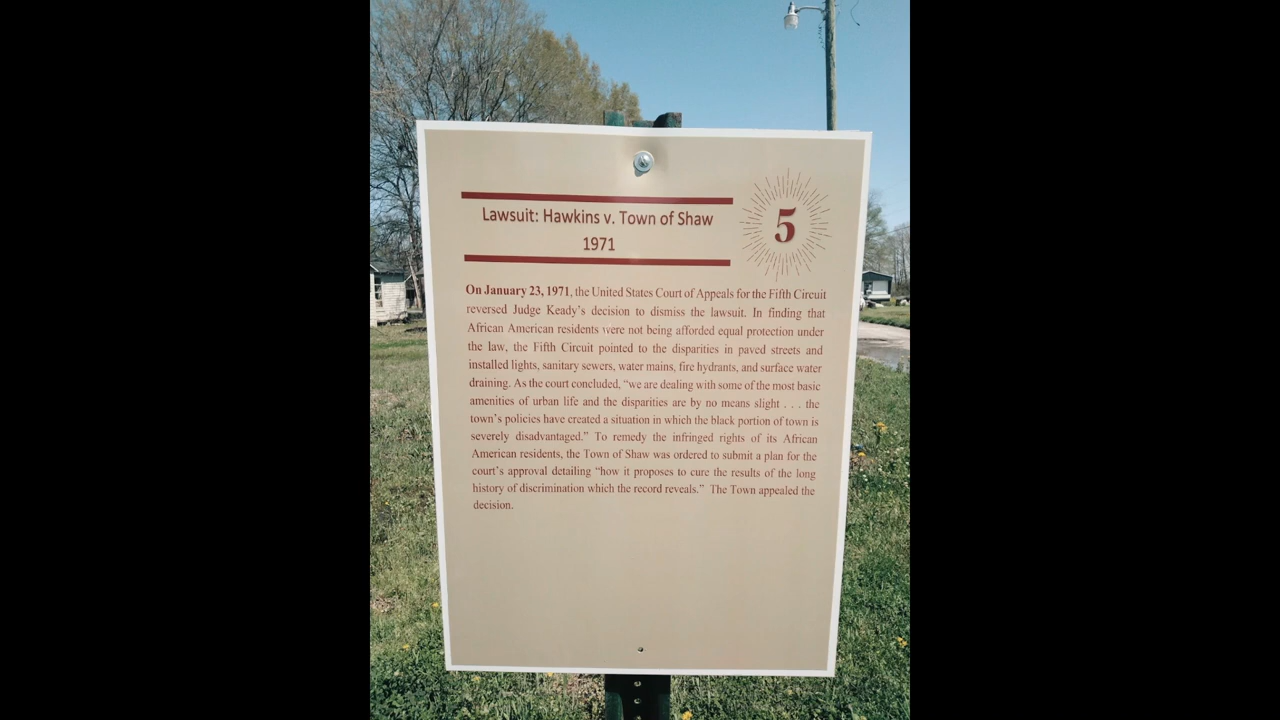 Lawsuit: Hawkins v. Town of Shaw
1971
5
On January 23, 1971, the United States Court of Appeals for the Fifth Circuit
reversed Judge Keady's decision to dismiss the lawsuit. In finding that
African American residents were not being afforded equal protection under
the law, the Fifth Circuit pointed to the disparities in paved streets and
installed lights, sanitary sewers, water mains, fire hydrants, and surface water
draining. As the court concluded, "we are dealing with some of the most basic
amenities of urban life and the disparities are by no means slight . . . the
town's policies have created a situation in which the black portion of town is
severely disadvantaged." To remedy the infringed rights of its African
American residents, the Town of Shaw was ordered to submit a plan for the
court's approval detailing "how it proposes to cure the results of the long
history of discrimination which the record reveals." The Town appealed the
decision.